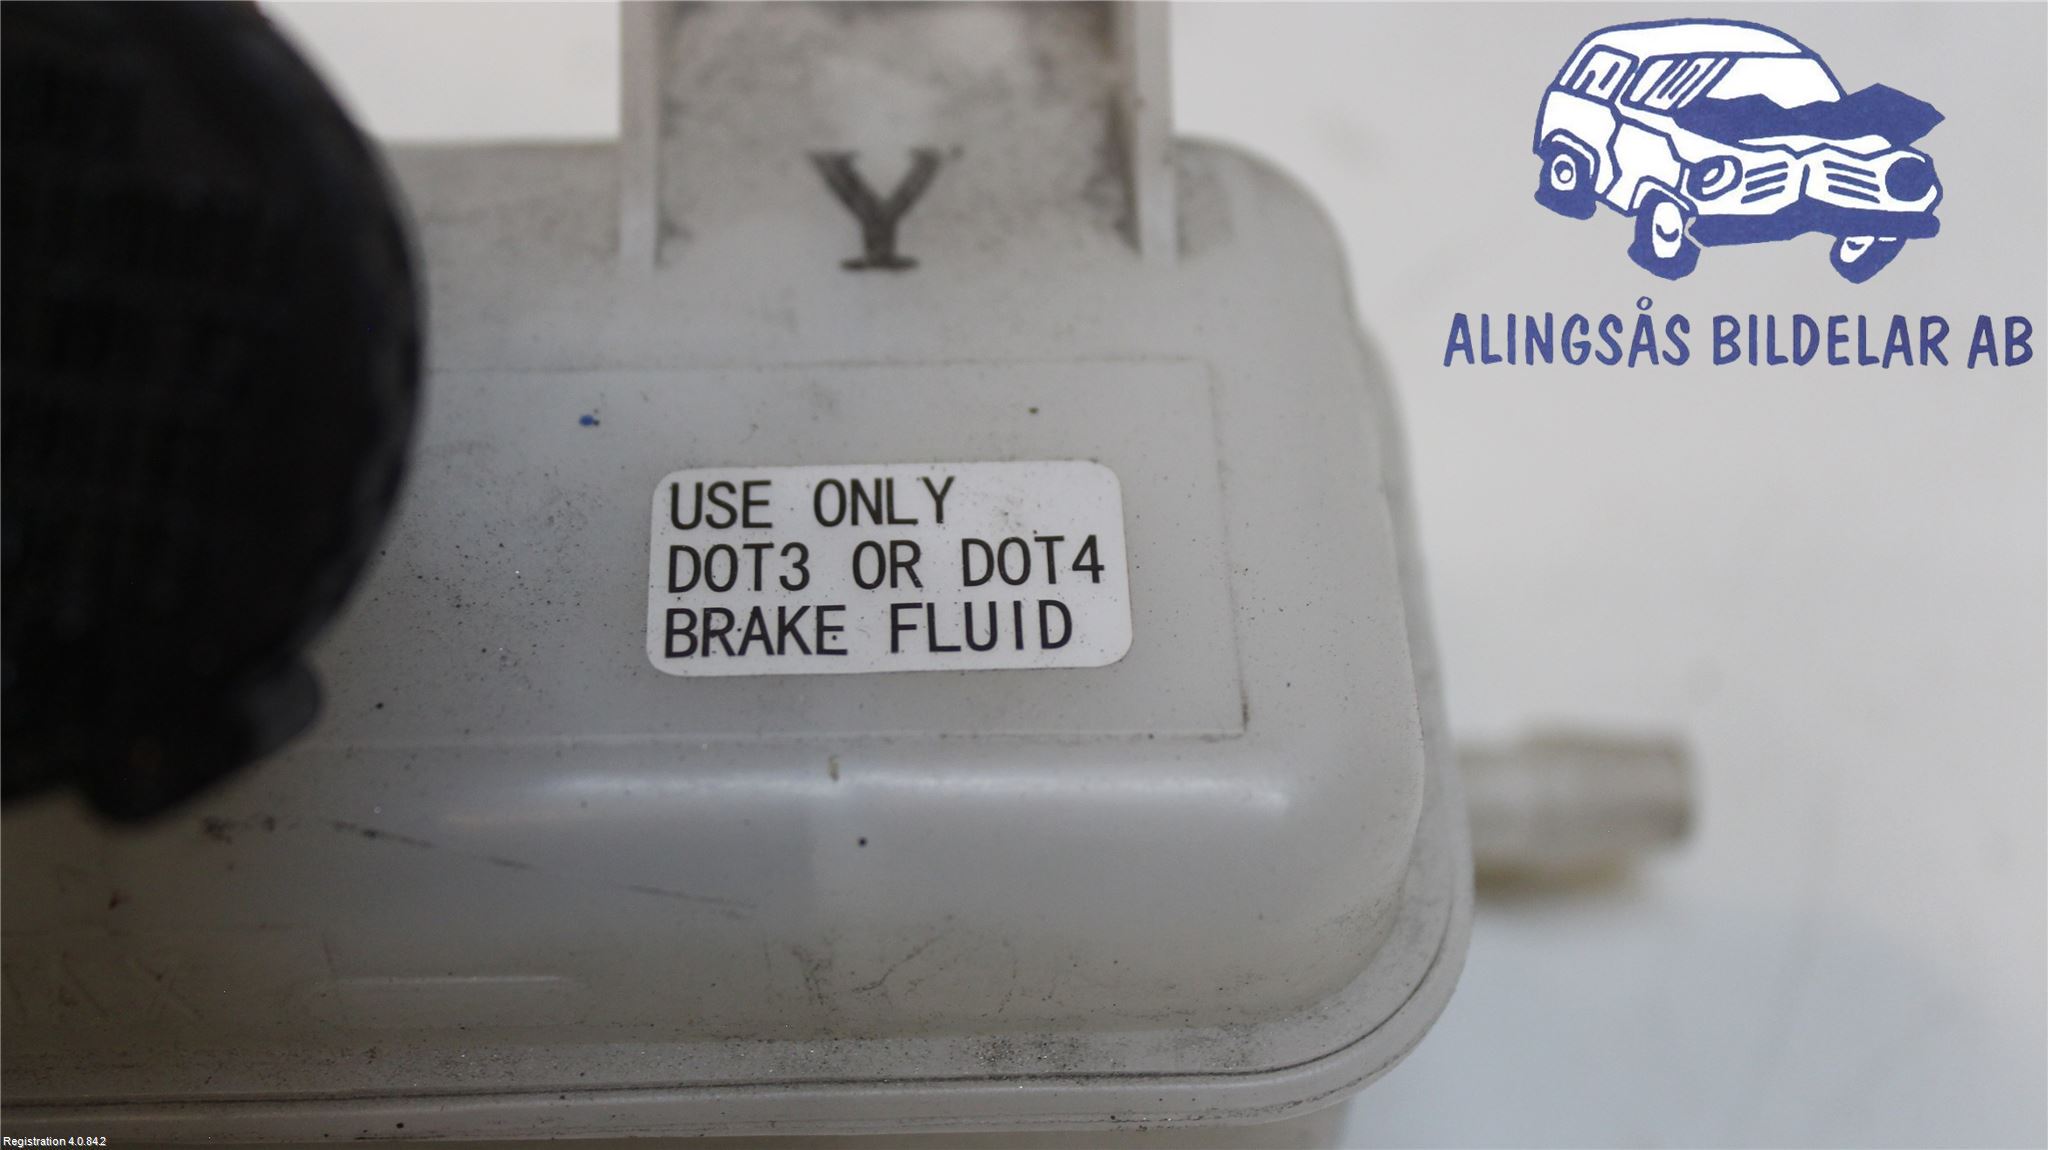 Y
ALINGSÅS BILDELAR AB
USE ONLY
DOT3 OR DOT4
BRAKE FLUID
Registration 4.0.84.2